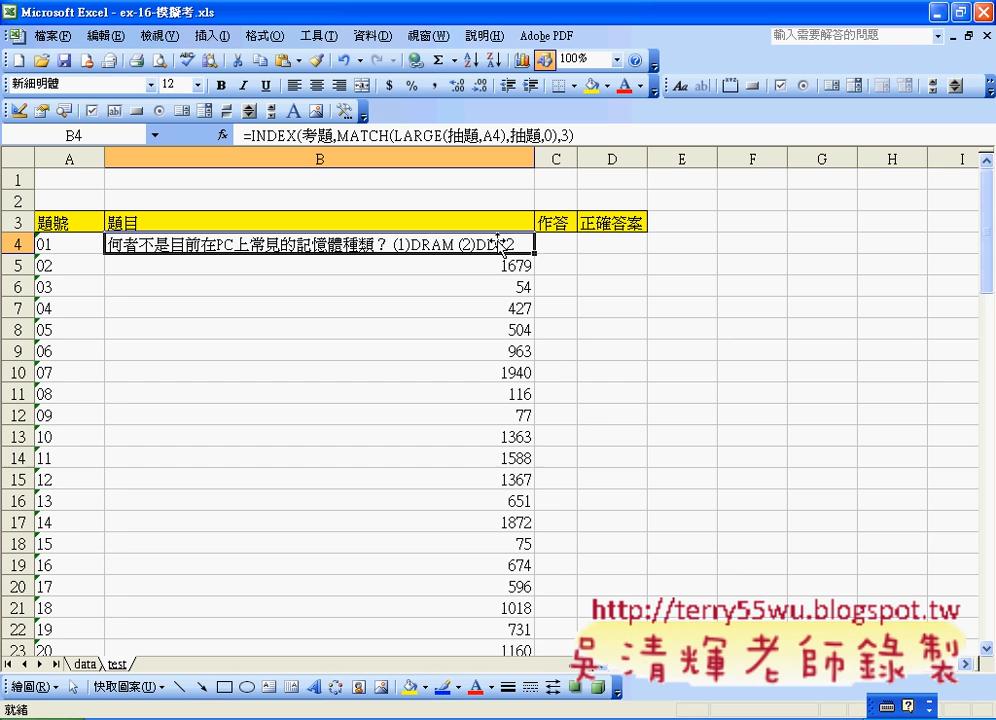 Microsoft Excel - ex-16-模擬考.xls
檔案(F) 編輯(E) 檢視(V) 插入(I) 格式(O) 工具(T) 資料(D) 視窗(W) 說明(H) Adobe PDF 輸入需要解答的問題
100%
新細明體 12 B I U $ % ,
B4 fx =INDEX(考題,MATCH(LARGE(抽題,A4),抽題,0),3)
A B C D E F G H I
1
2
3 題號 題目 作答 正確答案
4 01 何者不是目前在PC上常見的記憶體種類？(1)DRAM (2)DDR2
5 02 1679
6 03 54
7 04 427
8 05 504
9 06 963
10 07 1940
11 08 116
12 09 77
13 10 1363
14 11 1588
15 12 1367
16 13 651
17 14 1872
18 15 75
19 16 674
20 17 596
21 18 1018
22 19 731
23 20 1160
http://terry55wu.blogspot.tw
吳清輝老師錄製
data test
繪圖(R) 快取圖案(U)
就緒